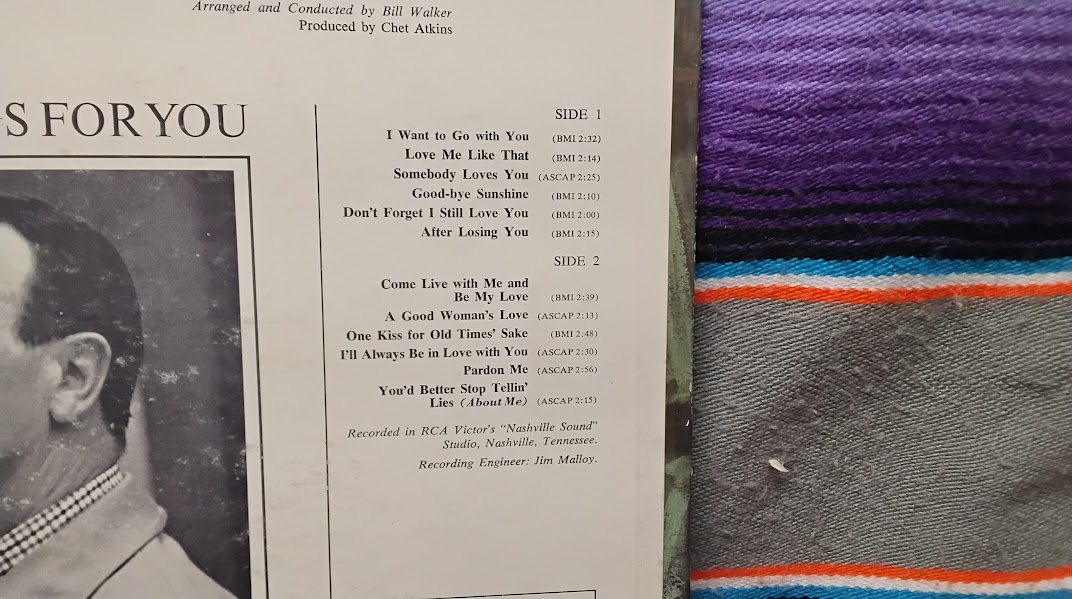 Arranged and Conducted by Bill Walker
Produced by Chet Atkins
S FOR YOU
SIDE 1
I Want to Go with You (BMI 2:32)
Love Me Like That (BMI 2:14)
Somebody Loves You (ASCAP 2:25)
Good-bye Sunshine (BMI 2:10)
Don't Forget I Still Love You (BMI 2:00)
After Losing You (BMI 2:15)
SIDE 2
Come Live with Me and
Be My Love (BMI 2:39)
A Good Woman's Love (ASCAP 2:13)
One Kiss for Old Times' Sake (BMI 2:48)
I'll Always Be in Love with You (ASCAP 2:30)
Pardon Me (ASCAP 2:56)
You'd Better Stop Tellin'
Lies (About Me) (ASCAP 2:15)
Recorded in RCA Victor's "Nashville Sound"
Studio, Nashville, Tennessee.
Recording Engineer: Jim Malloy.